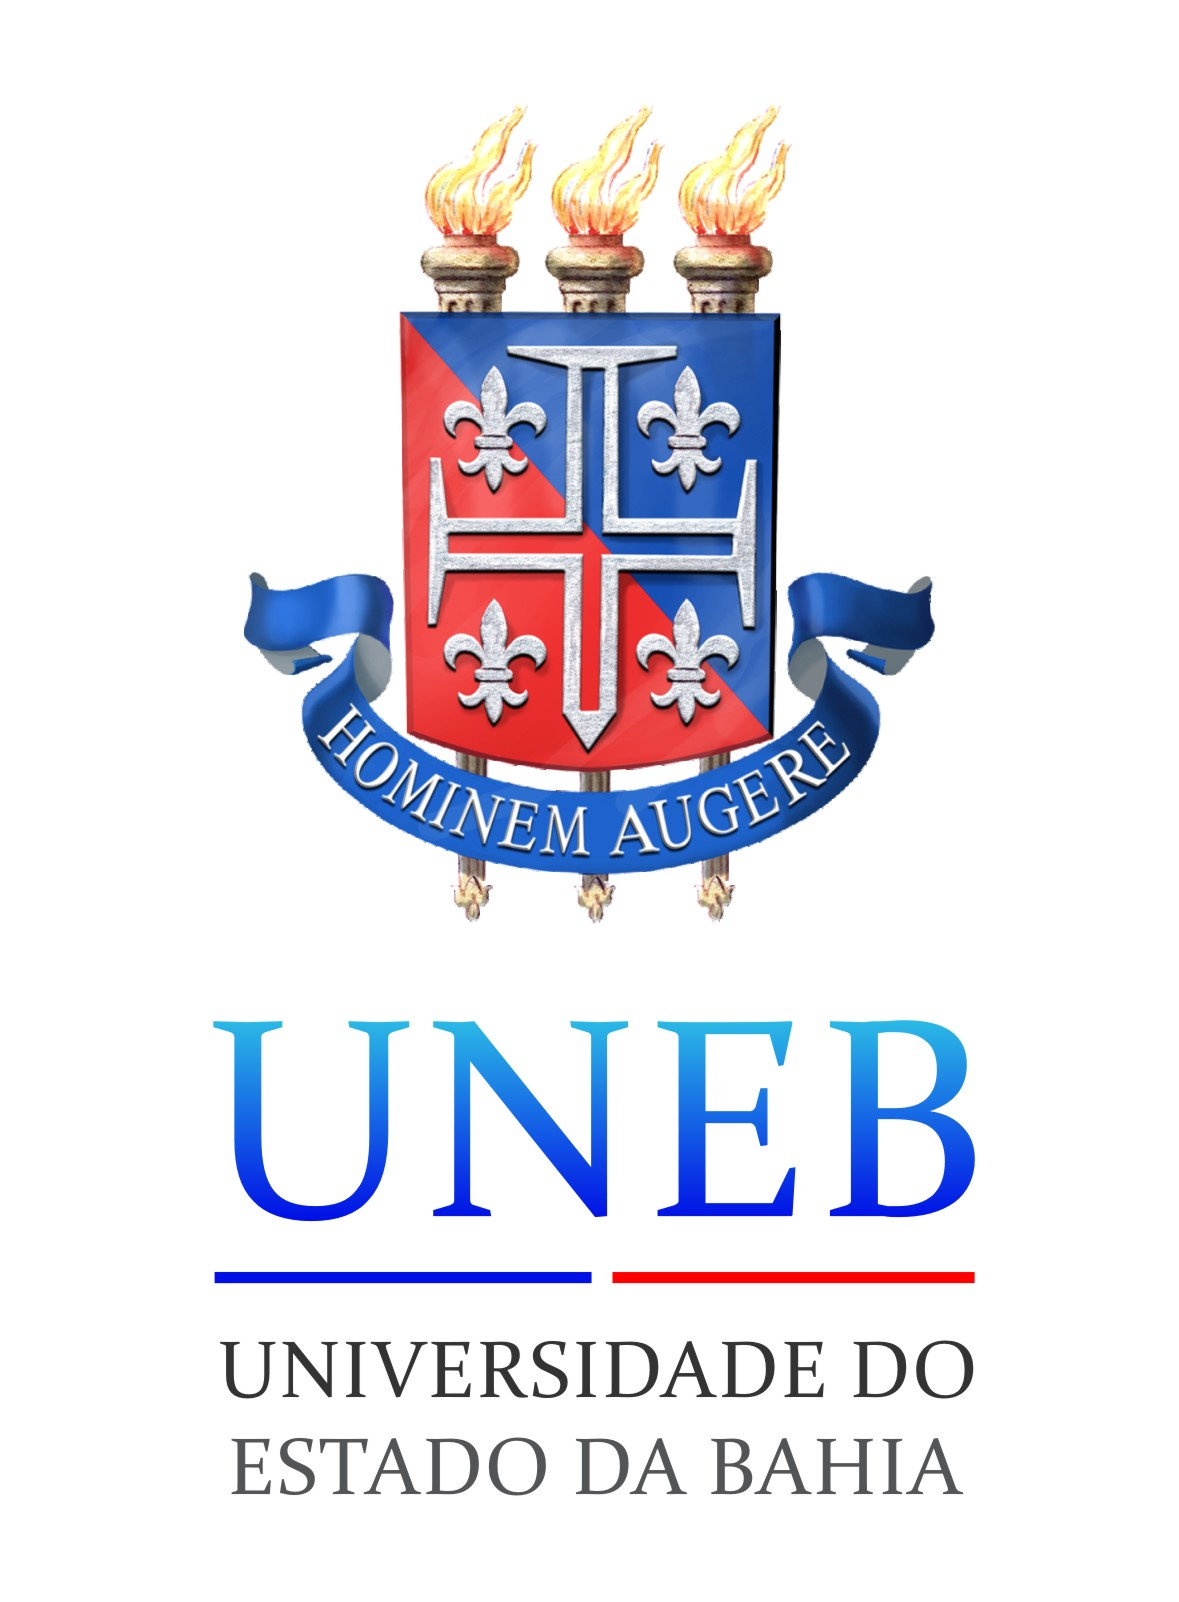 HOMINEM AUGERE
UNEB
UNIVERSIDADE DO
ESTADO DA BAHIA